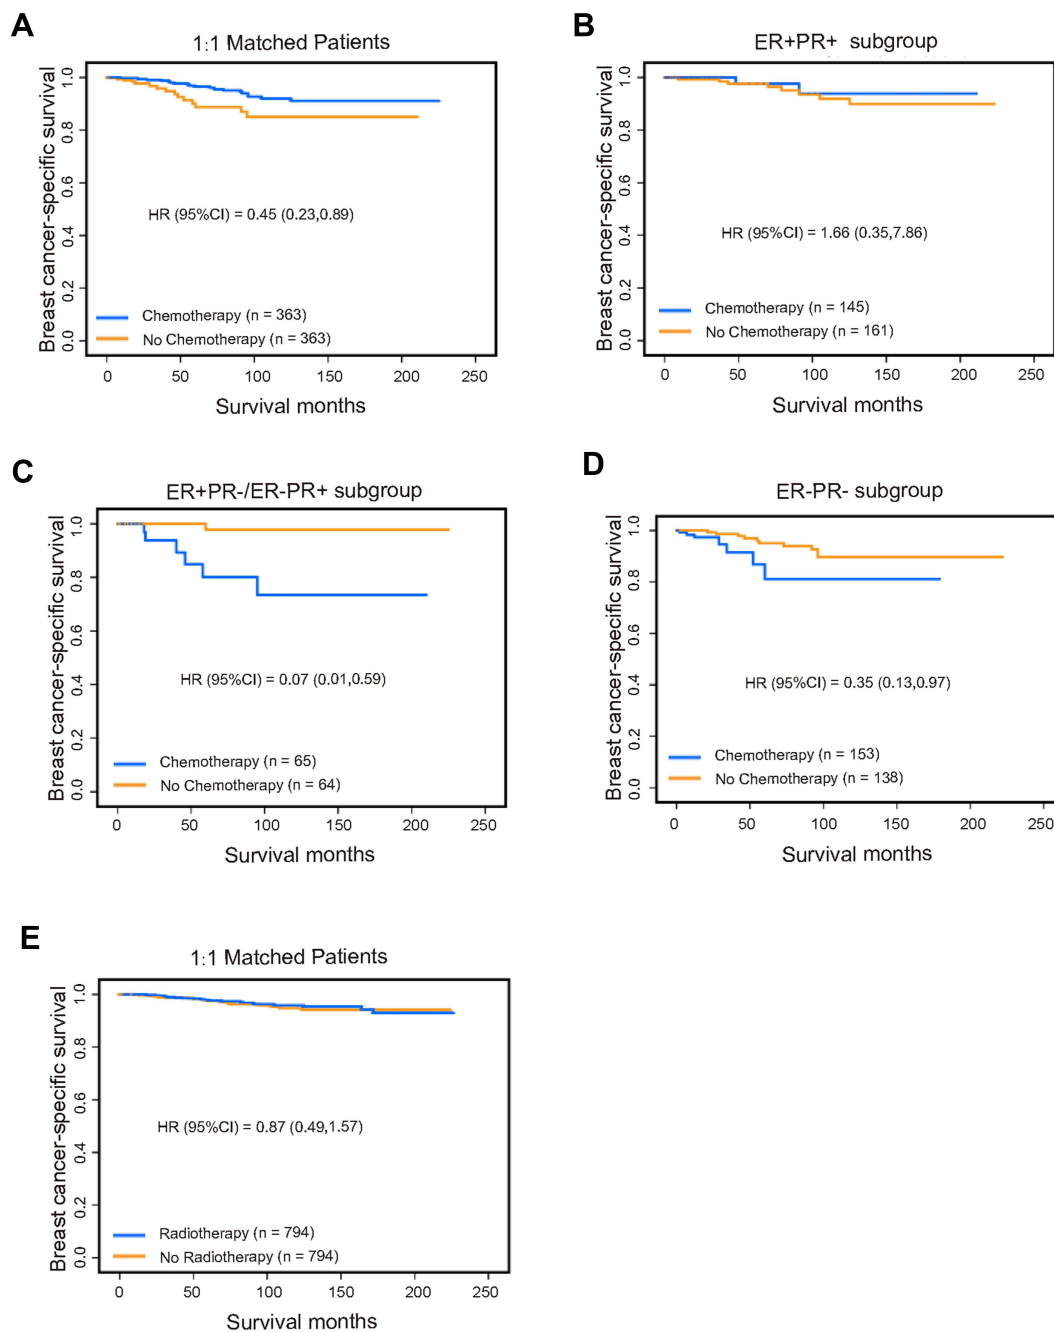 A
1:1 Matched Patients
Breast cancer-specific survival
1.0
0.8
0.6
0.4
0.2
0.0
HR (95%CI) = 0.45 (0.23,0.89)
Chemotherapy (n = 363)
No Chemotherapy (n = 363)
0 50 100 150 200 250
Survival months
B
ER+PR+ subgroup
Breast cancer-specific survival
1.0
0.8
0.6
0.4
0.2
0.0
HR (95%CI) = 1.66 (0.35,7.86)
Chemotherapy (n = 145)
No Chemotherapy (n = 161)
0 50 100 150 200 250
Survival months
C
ER+PR-/ER-PR+ subgroup
Breast cancer-specific survival
1.0
0.8
0.6
0.4
0.2
0.0
HR (95%CI) = 0.07 (0.01,0.59)
Chemotherapy (n = 65)
No Chemotherapy (n = 64)
0 50 100 150 200 250
Survival months
D
ER-PR- subgroup
Breast cancer-specific survival
1.0
0.8
0.6
0.4
0.2
0.0
HR (95%CI) = 0.35 (0.13,0.97)
Chemotherapy (n = 153)
No Chemotherapy (n = 138)
0 50 100 150 200 250
Survival months
E
1:1 Matched Patients
Breast cancer-specific survival
1.0
0.8
0.6
0.4
0.2
0.0
HR (95%CI) = 0.87 (0.49,1.57)
Radiotherapy (n = 794)
No Radiotherapy (n = 794)
0 50 100 150 200 250
Survival months